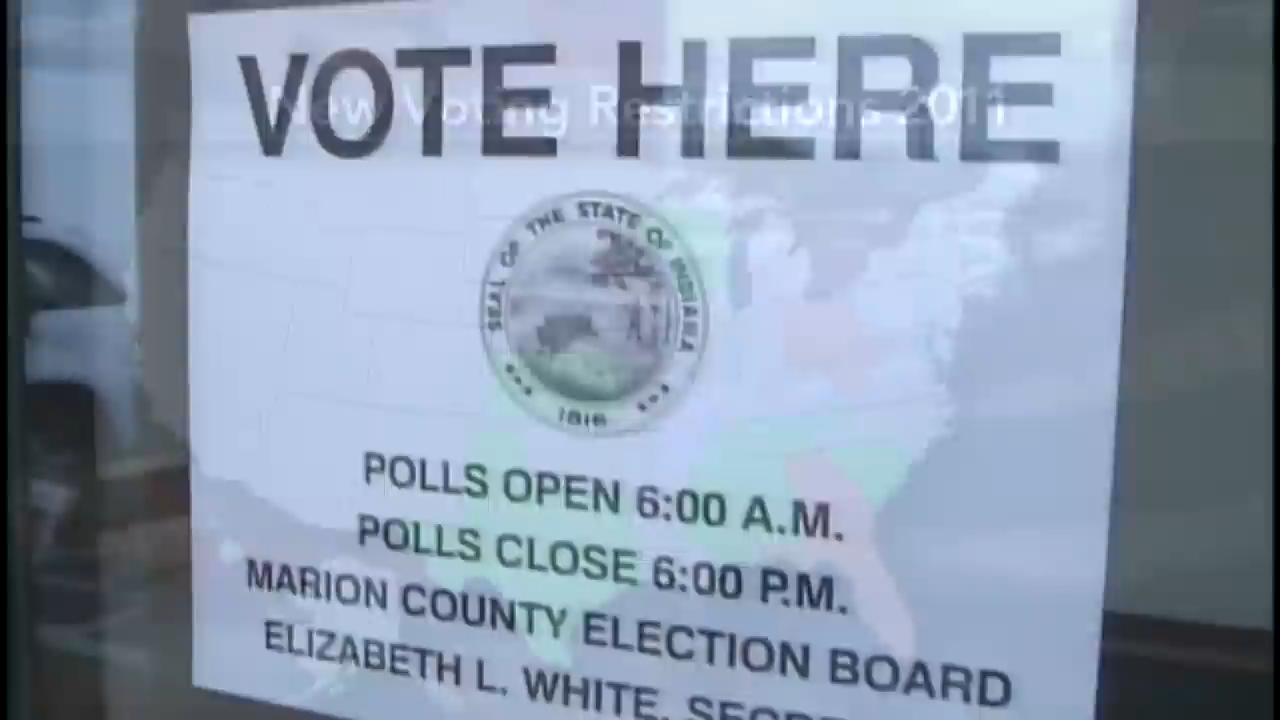 VOTE HERE
New Voting Restrictions 2011
SEAL OF THE STATE OF INDIANA
1816
POLLS OPEN 6:00 A.M.
POLLS CLOSE 6:00 P.M.
MARION COUNTY ELECTION BOARD
ELIZABETH L. WHITE,